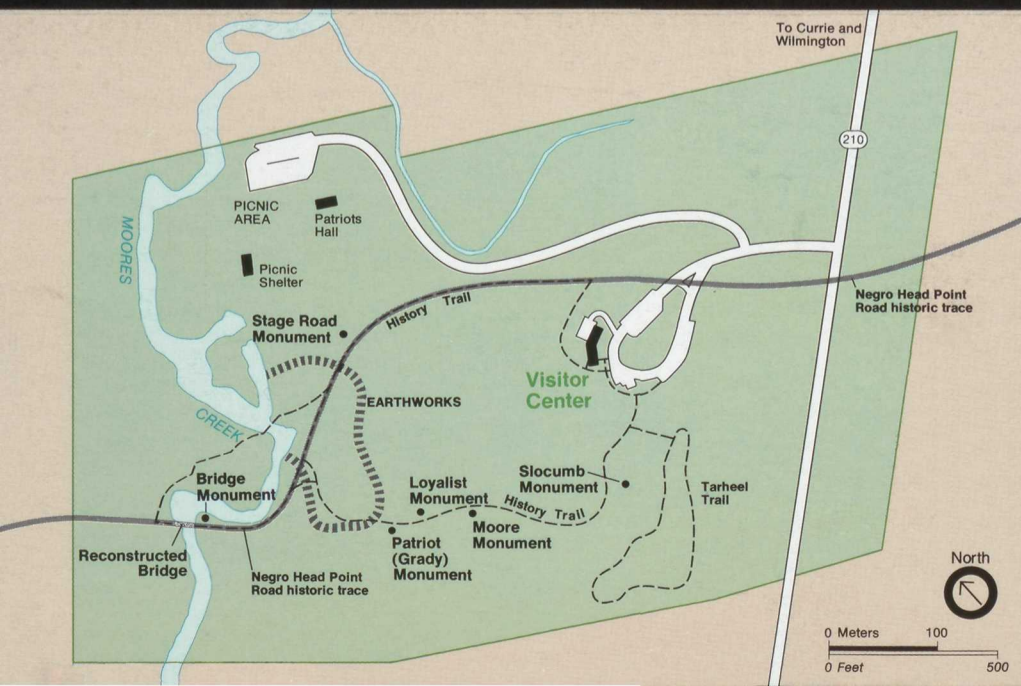 To Currie and
Wilmington
210
PICNIC
AREA
Patriots
Hall
MOORES
Picnic
Shelter
Stage Road
Monument
History Trail
Negro Head Point
Road historic trace
Visitor
Center
EARTHWORKS
CREEK
Bridge
Monument
Loyalist
Monument
Slocumb
Monument
Tarheel
Trail
History Trail
Moore
Monument
Patriot
(Grady)
Monument
Reconstructed
Bridge
Negro Head Point
Road historic trace
North
0 Meters 100
0 Feet 500